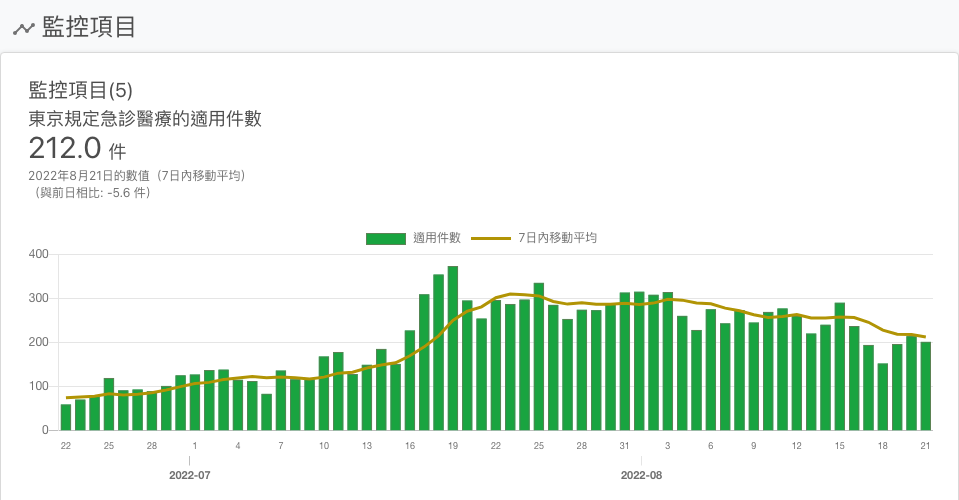 監控項目
監控項目(5)
東京規定急診醫療的適用件數
212.0 件
2022年8月21日的數值（7日內移動平均）
（與前日相比: -5.6 件）
適用件數 7日內移動平均
400
300
200
100
0
22 25 28 1 4 7 10 13 16 19 22 25 28 31 3 6 9 12 15 18 21
2022-07 2022-08